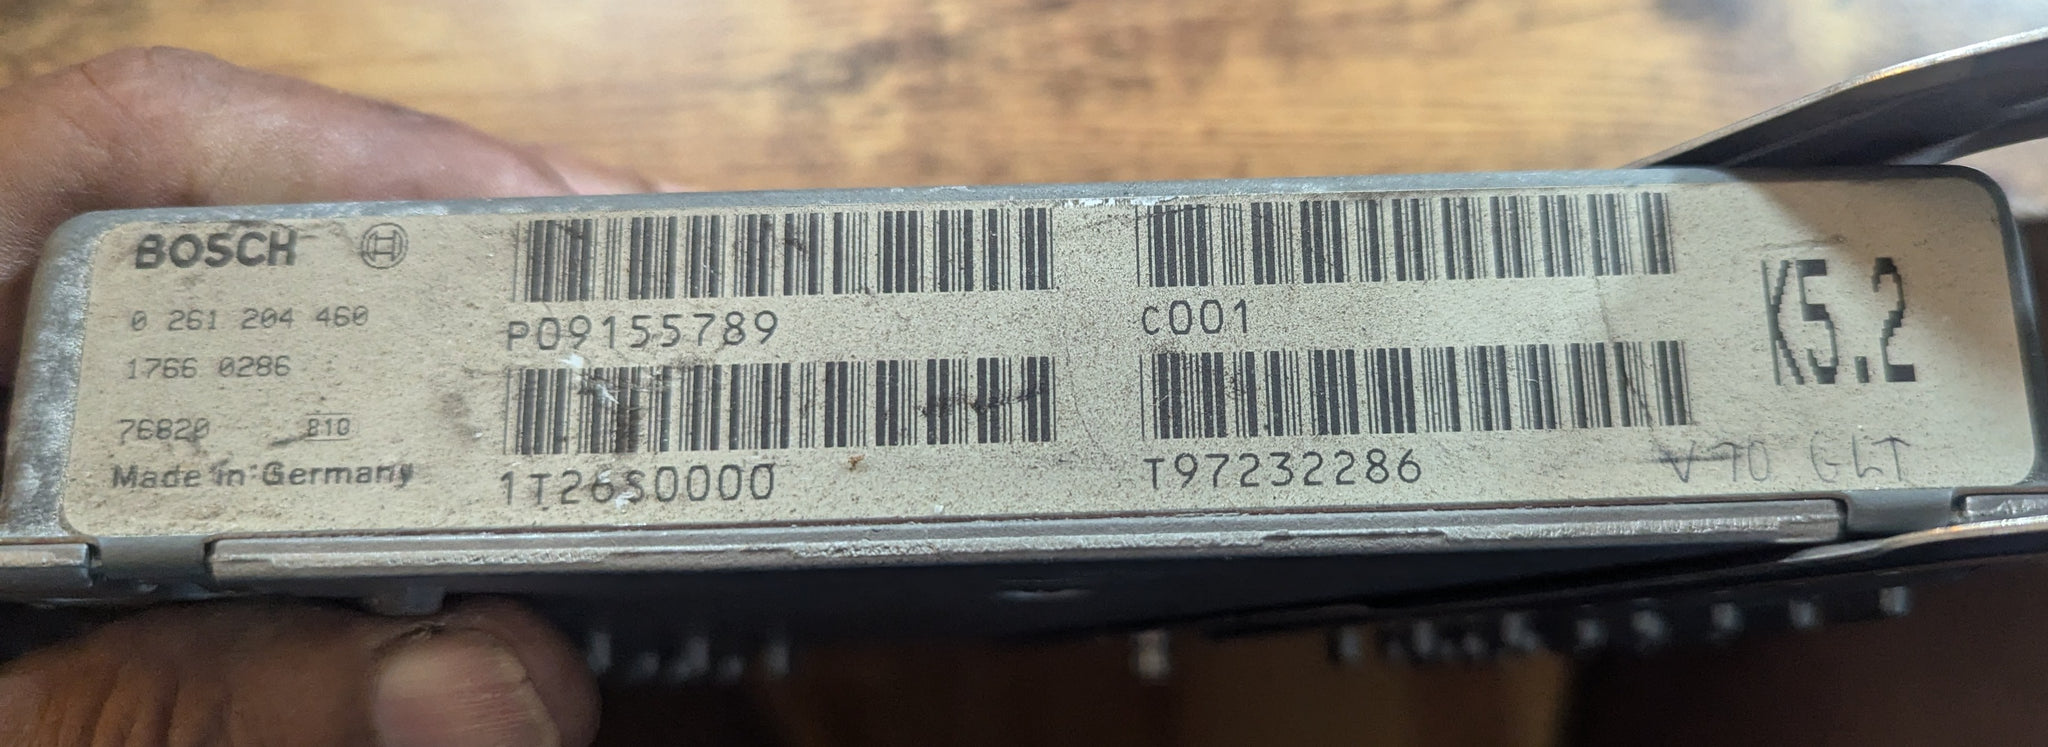 BOSCH
0 261 204 460
1766 0286
76820 810
Made in Germany
P09155789
1T26S0000
C001
T97232286
K5.2
V70 GLT